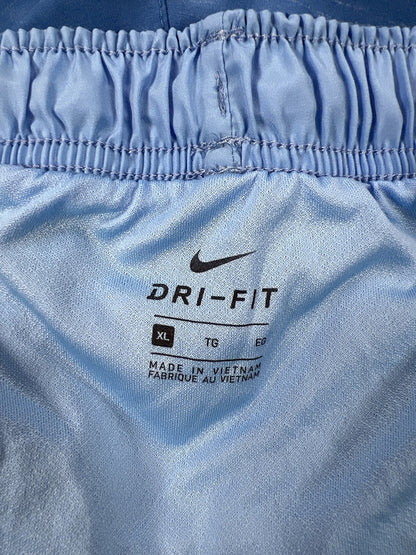 DRI-FIT
XL TG EG
MADE IN VIETNAM
FABRIQUE AU VIETNAM